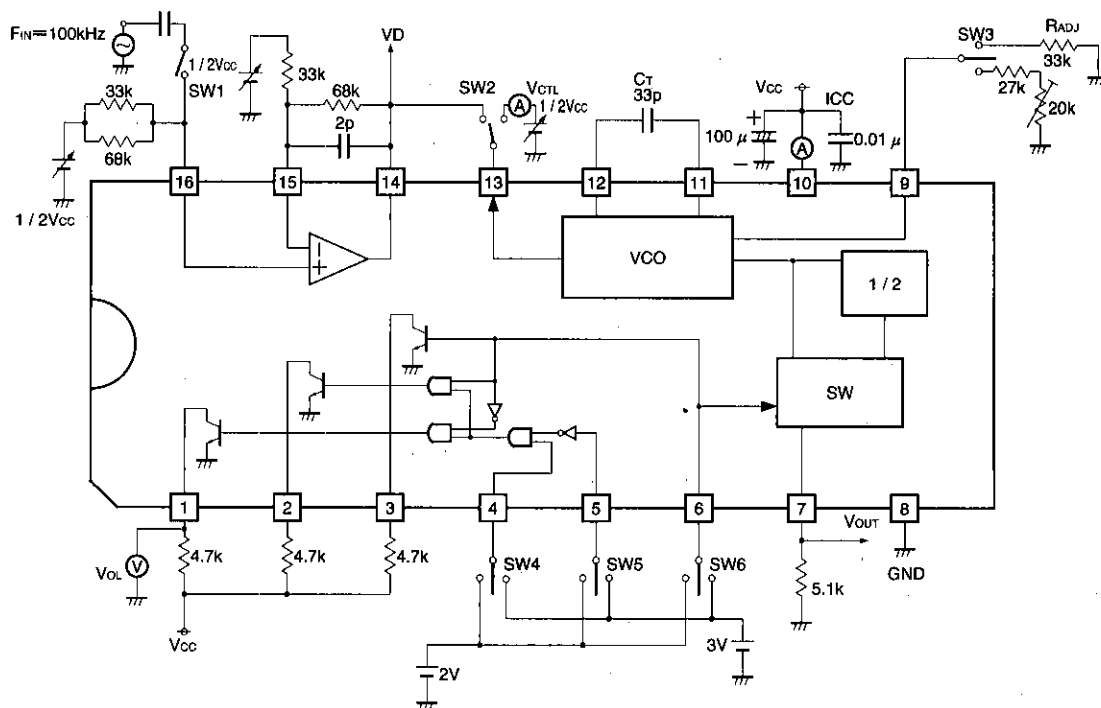 FIN=100kHz
1/2VCC
SW1
33k
68k
1/2VCC
33k
68k
2p
VD
SW2
VCTL
A
1/2VCC
CT
33p
VCC
ICC
+
100μ
−
A
0.01μ
SW3
RADJ
33k
27k
20k
16
15
14
13
12
11
10
9
−
+
VCO
1/2
SW
1
2
3
4
5
6
7
8
VOL
V
4.7k
4.7k
4.7k
VCC
SW4
SW5
SW6
2V
3V
VOUT
5.1k
GND